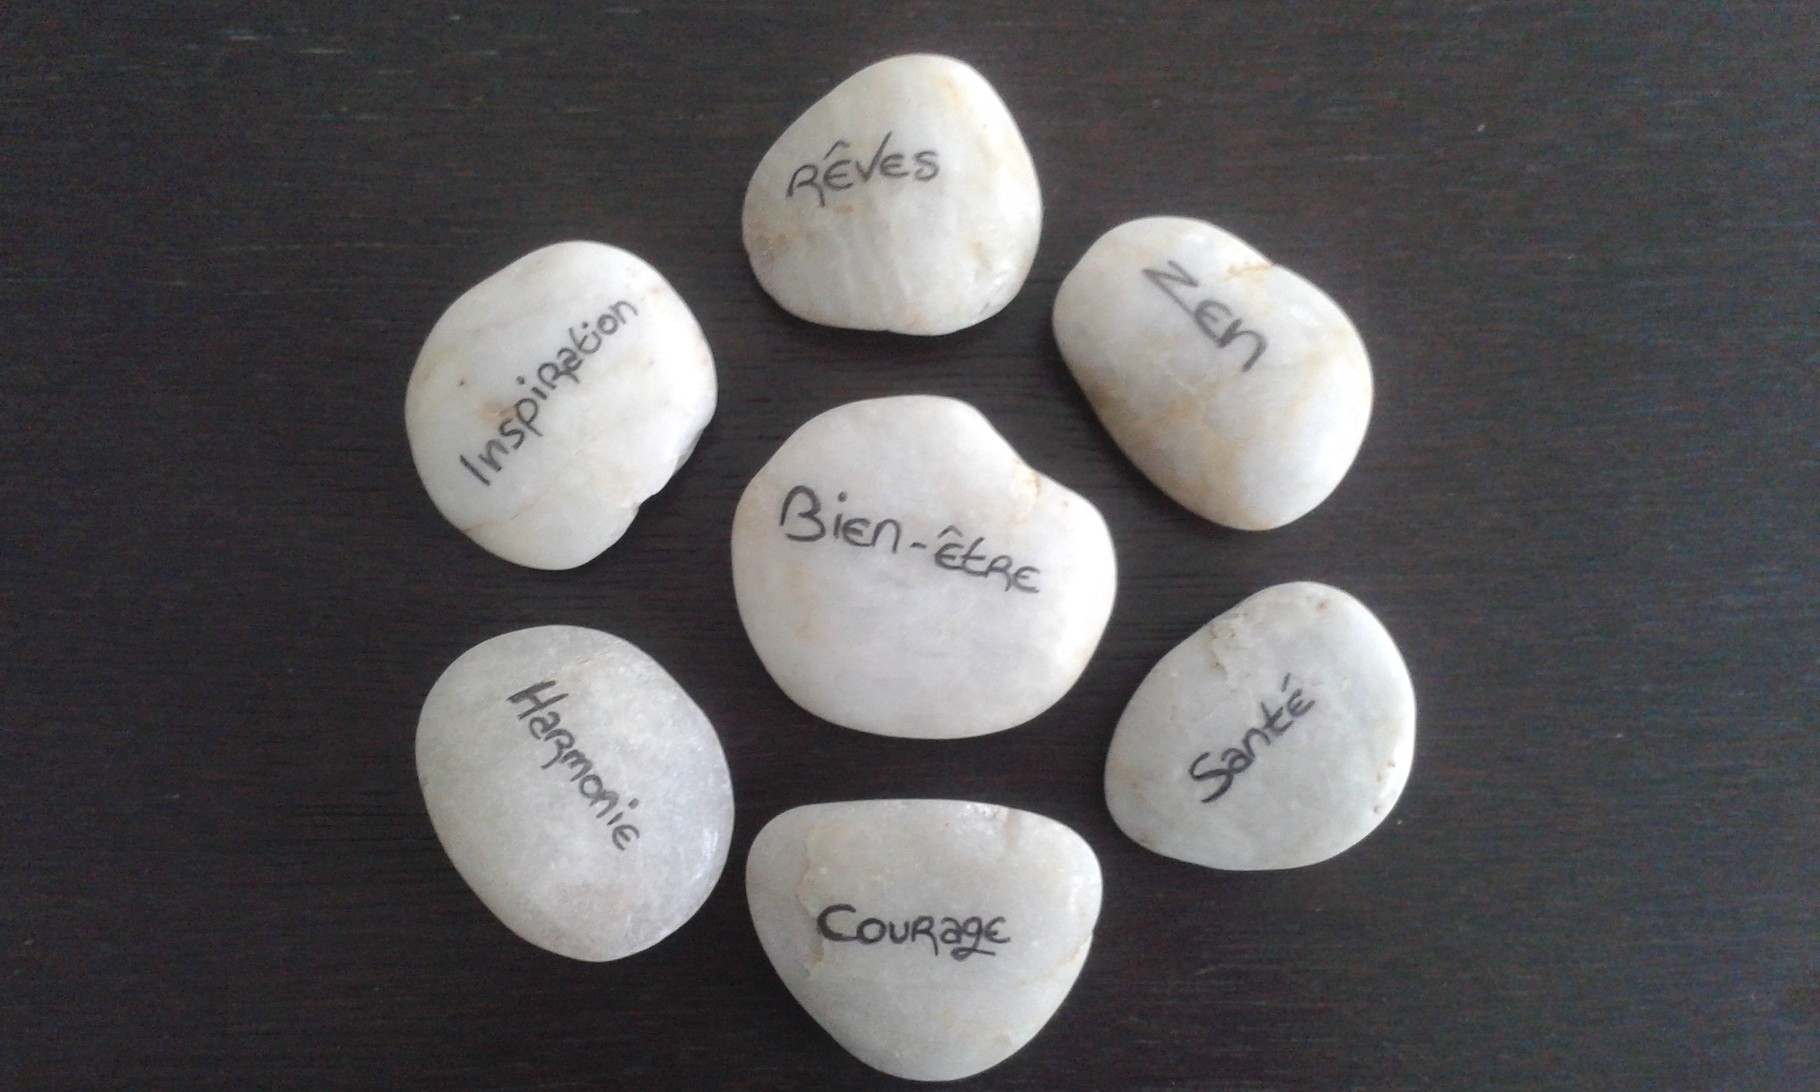 Rêves
Zen
Inspiration
Bien-être
Santé
Harmonie
Courage